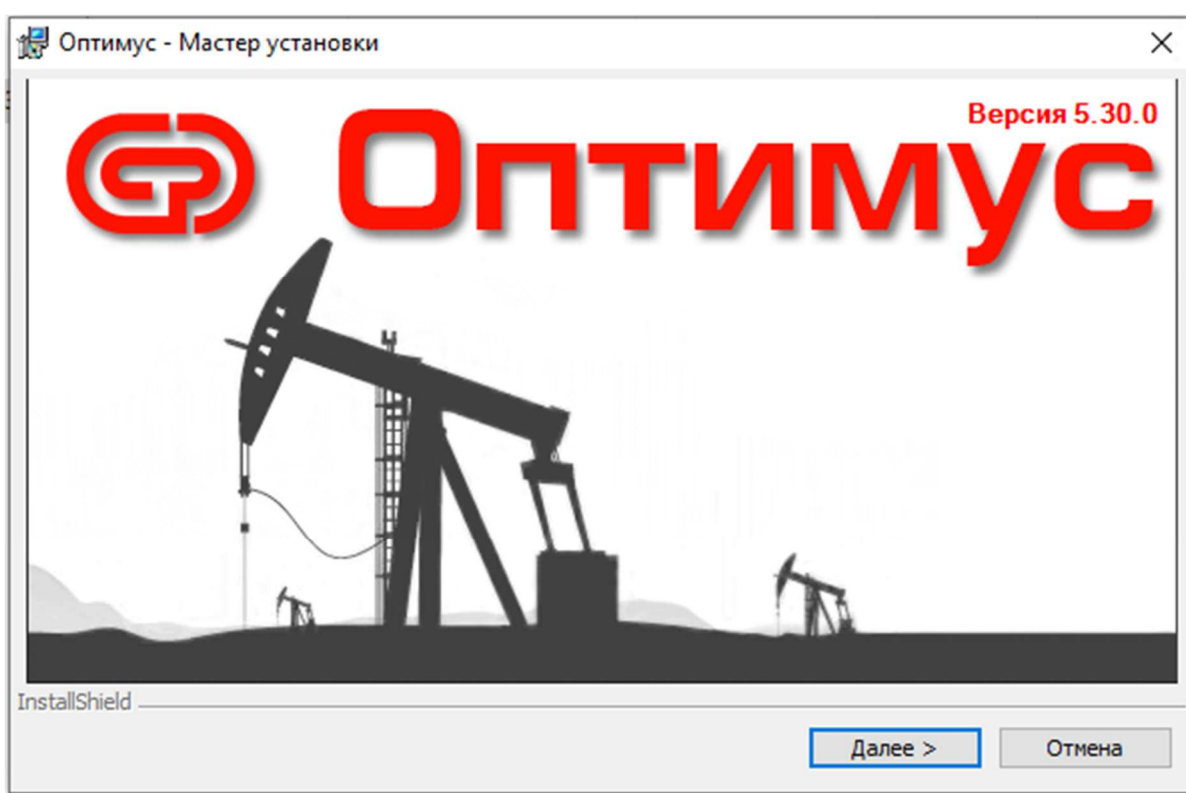 Оптимус - Мастер установки
Версия 5.30.0
Оптимус
InstallShield
Далее >
Отмена